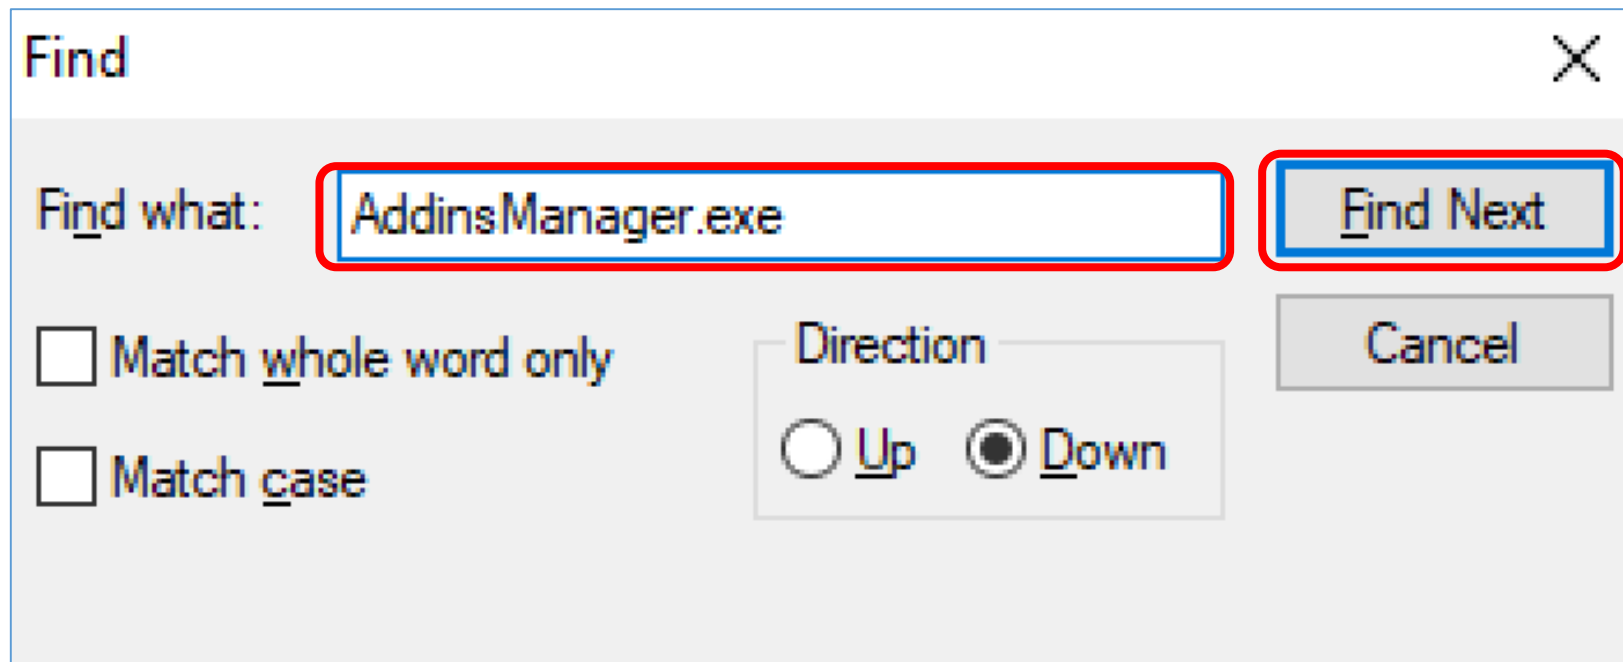 Find
Find what: AddinsManager.exe Find Next
Match whole word only
Direction
Cancel
Match case
Up Down